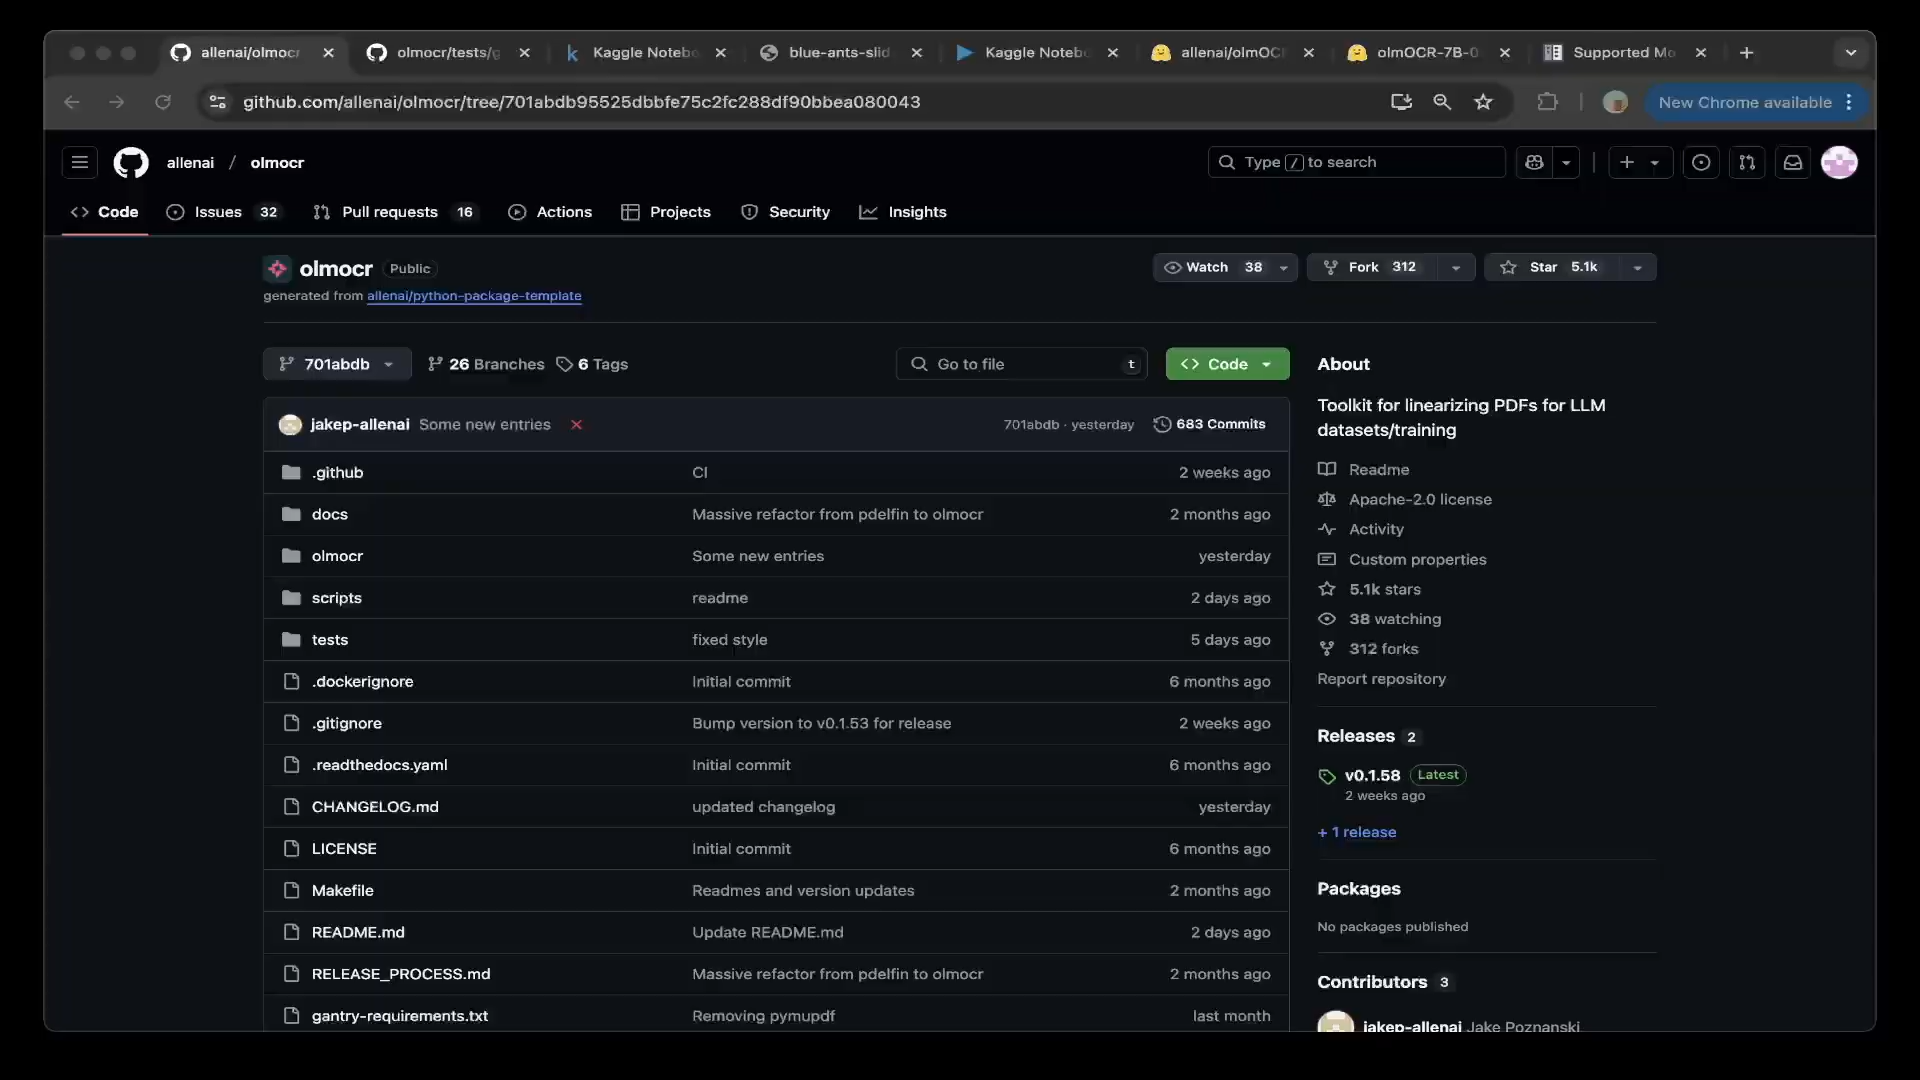 allenai/olmocr
olmocr/tests/g
Kaggle Notebo
blue-ants-slid
Kaggle Notebo
allenai/olmOCR
olmOCR-7B-0
Supported Mo
github.com/allenai/olmocr/tree/701abdb95525dbbfe75c2fc288df90bbea080043
New Chrome available
allenai / olmocr
Type / to search
Code
Issues 32
Pull requests 16
Actions
Projects
Security
Insights
olmocr Public
generated from allenai/python-package-template
Watch 38
Fork 312
Star 5.1k
701abdb
26 Branches
6 Tags
Go to file t
Code
jakep-allenai Some new entries 701abdb · yesterday 683 Commits
.github CI 2 weeks ago
docs Massive refactor from pdelfin to olmocr 2 months ago
olmocr Some new entries yesterday
scripts readme 2 days ago
tests fixed style 5 days ago
.dockerignore Initial commit 6 months ago
.gitignore Bump version to v0.1.53 for release 2 weeks ago
.readthedocs.yaml Initial commit 6 months ago
CHANGELOG.md updated changelog yesterday
LICENSE Initial commit 6 months ago
Makefile Readmes and version updates 2 months ago
README.md Update README.md 2 days ago
RELEASE_PROCESS.md Massive refactor from pdelfin to olmocr 2 months ago
gantry-requirements.txt Removing pymupdf last month
About
Toolkit for linearizing PDFs for LLM
datasets/training
Readme
Apache-2.0 license
Activity
Custom properties
5.1k stars
38 watching
312 forks
Report repository
Releases 2
v0.1.58 Latest
2 weeks ago
+ 1 release
Packages
No packages published
Contributors 3
jakep-allenai Jake Poznanski